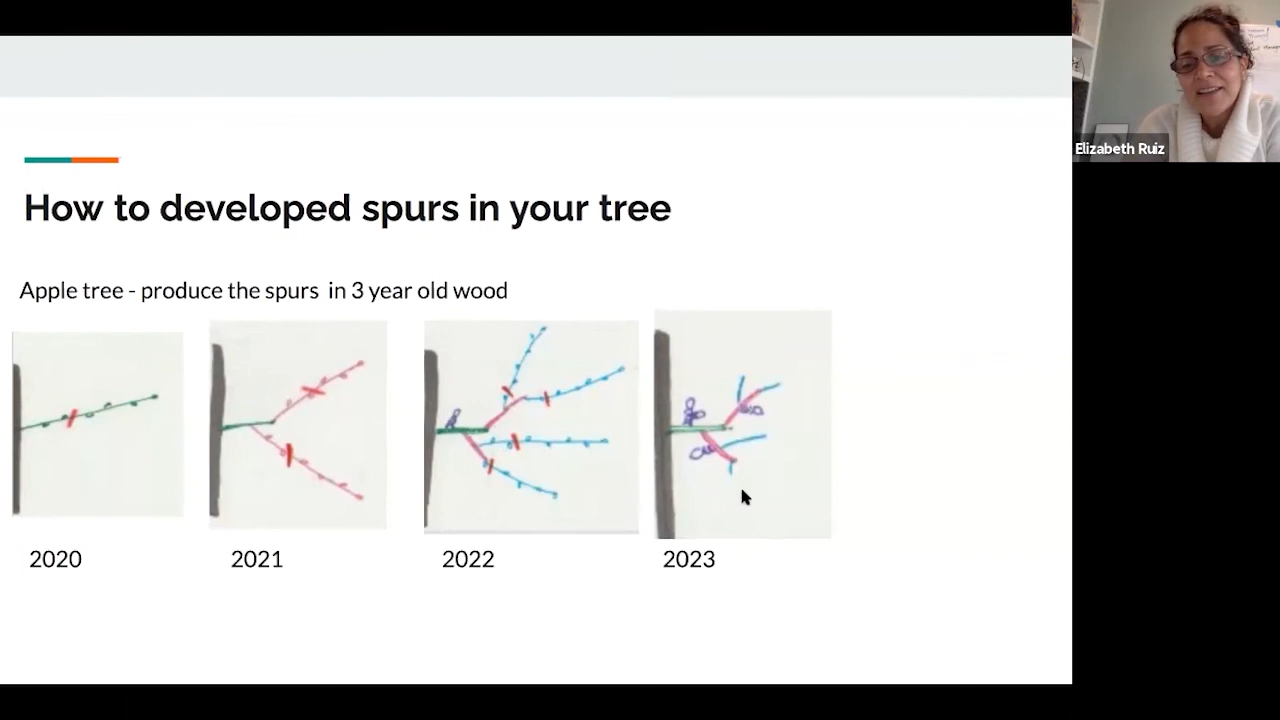 How to developed spurs in your tree
Apple tree - produce the spurs in 3 year old wood
2020
2021
2022
2023
Elizabeth Ruiz